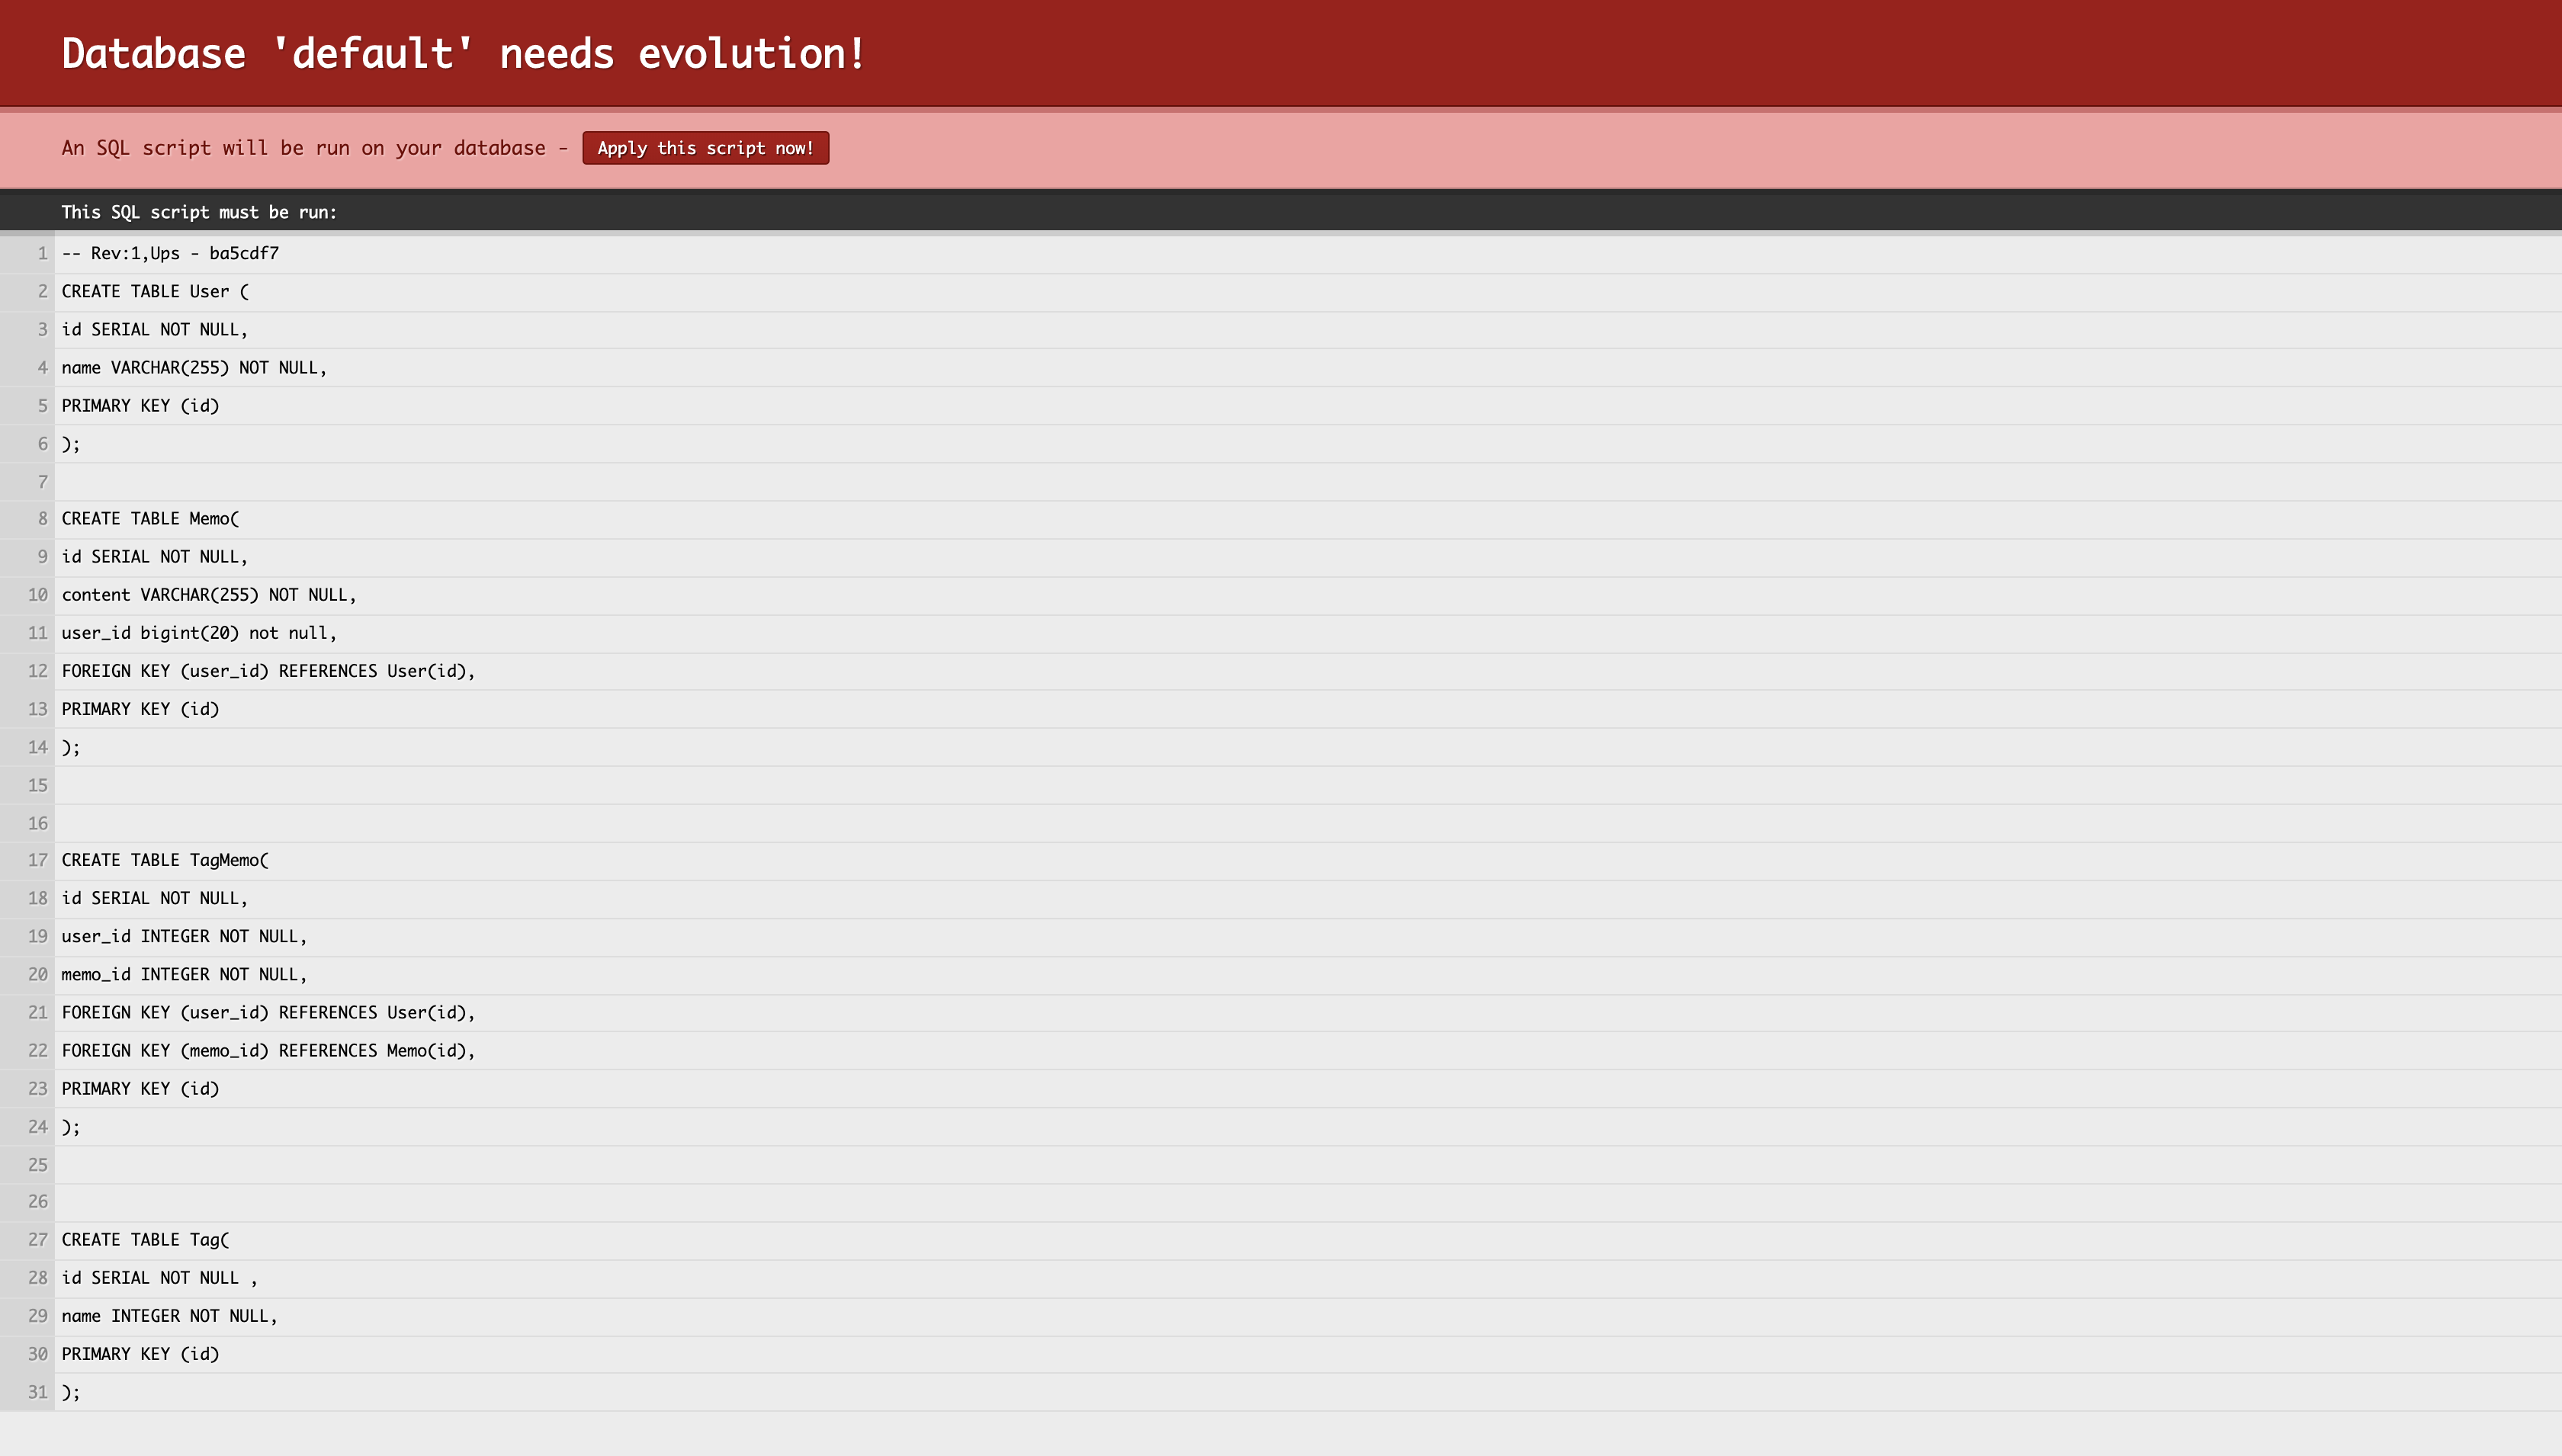 Database 'default' needs evolution!
An SQL script will be run on your database - Apply this script now!
This SQL script must be run:
1 -- Rev:1,Ups - ba5cdf7
2 CREATE TABLE User (
3 id SERIAL NOT NULL,
4 name VARCHAR(255) NOT NULL,
5 PRIMARY KEY (id)
6 );
7
8 CREATE TABLE Memo(
9 id SERIAL NOT NULL,
10 content VARCHAR(255) NOT NULL,
11 user_id bigint(20) not null,
12 FOREIGN KEY (user_id) REFERENCES User(id),
13 PRIMARY KEY (id)
14 );
15
16
17 CREATE TABLE TagMemo(
18 id SERIAL NOT NULL,
19 user_id INTEGER NOT NULL,
20 memo_id INTEGER NOT NULL,
21 FOREIGN KEY (user_id) REFERENCES User(id),
22 FOREIGN KEY (memo_id) REFERENCES Memo(id),
23 PRIMARY KEY (id)
24 );
25
26
27 CREATE TABLE Tag(
28 id SERIAL NOT NULL ,
29 name INTEGER NOT NULL,
30 PRIMARY KEY (id)
31 );